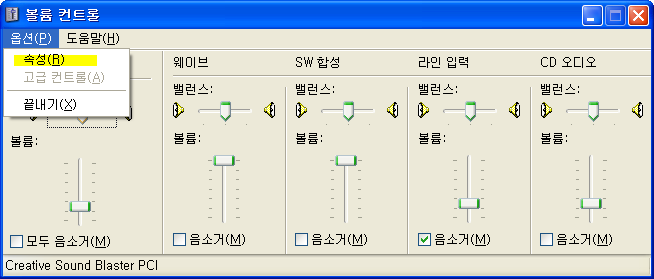 볼륨 컨트롤
옵션(P) 도움말(H)
속성(R)
고급 컨트롤(A)
끝내기(X)
웨이브 SW 합성 라인 입력 CD 오디오
밸런스: 밸런스: 밸런스: 밸런스:
볼륨: 볼륨: 볼륨: 볼륨: 볼륨:
모두 음소거(M) 음소거(M) 음소거(M) 음소거(M) 음소거(M)
Creative Sound Blaster PCI